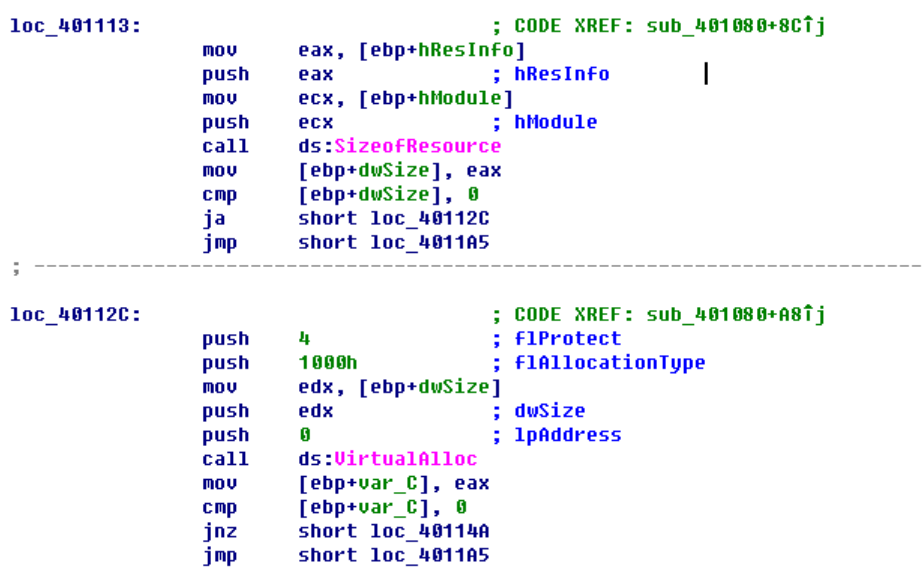 loc_401113: ; CODE XREF: sub_401080+8Cîj
mov eax, [ebp+hResInfo]
push eax ; hResInfo
mov ecx, [ebp+hModule]
push ecx ; hModule
call ds:SizeofResource
mov [ebp+dwSize], eax
cmp [ebp+dwSize], 0
ja short loc_40112C
jmp short loc_4011A5
; ---------------------------------------------------------------------------
loc_40112C: ; CODE XREF: sub_401080+A8îj
push 4 ; flProtect
push 1000h ; flAllocationType
mov edx, [ebp+dwSize]
push edx ; dwSize
push 0 ; lpAddress
call ds:VirtualAlloc
mov [ebp+var_C], eax
cmp [ebp+var_C], 0
jnz short loc_40114A
jmp short loc_4011A5